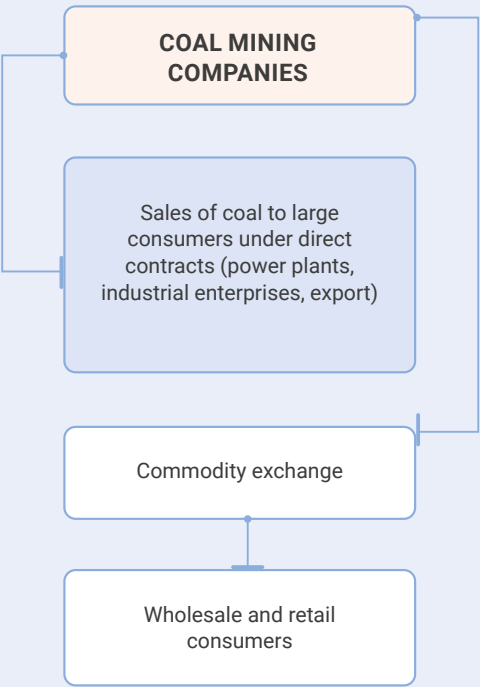 COAL MINING
COMPANIES
Sales of coal to large
consumers under direct
contracts (power plants,
industrial enterprises, export)
Commodity exchange
Wholesale and retail
consumers